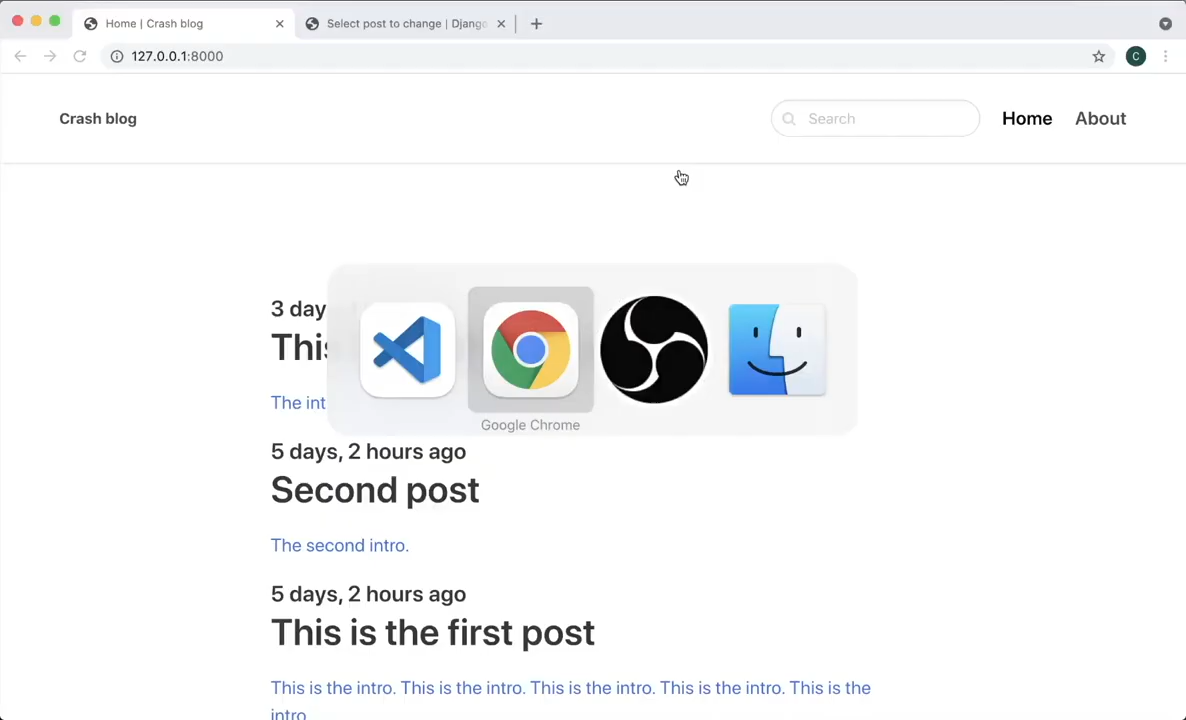 Home | Crash blog
Select post to change | Django
127.0.0.1:8000
C
Crash blog
Search
Home
About
3 day
This
The int
Google Chrome
5 days, 2 hours ago
Second post
The second intro.
5 days, 2 hours ago
This is the first post
This is the intro. This is the intro. This is the intro. This is the intro. This is the
intro